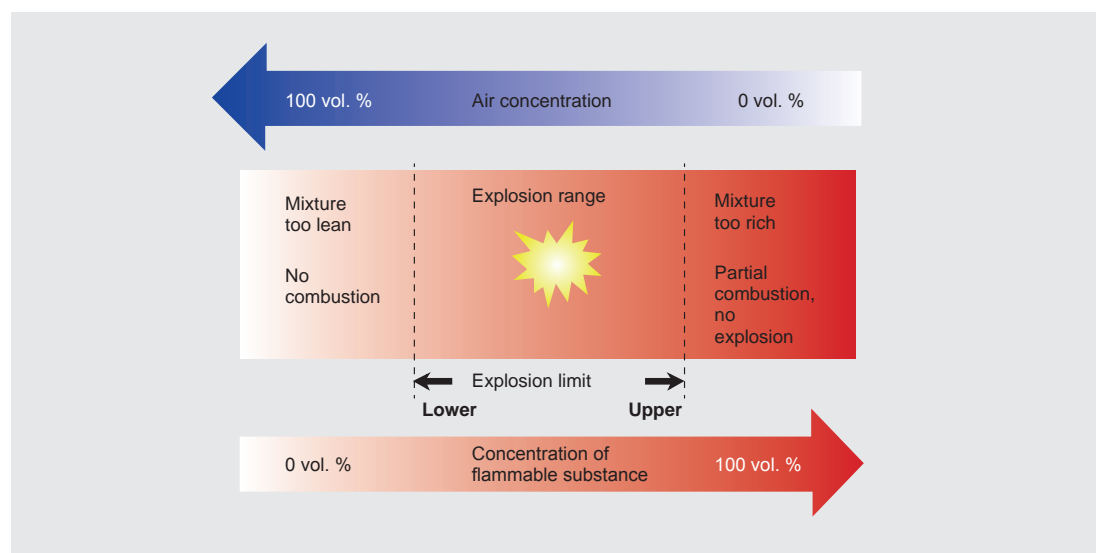 100 vol. % Air concentration 0 vol. %
Mixture
too lean
No
combustion
Explosion range
Mixture
too rich
Partial
combustion,
no
explosion
Explosion limit
Lower Upper
0 vol. %
Concentration of
flammable substance
100 vol. %